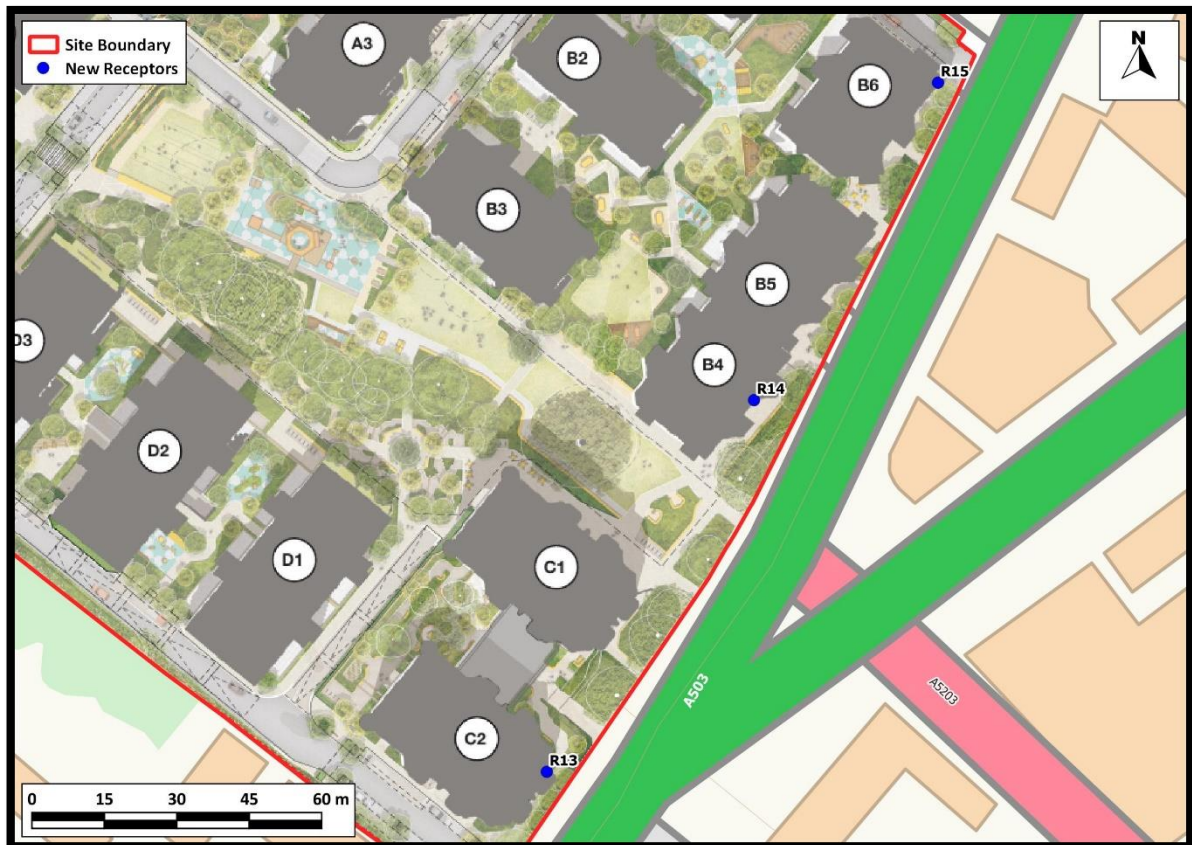 Site Boundary
New Receptors
N
A3
B2
B6
R15
B3
B5
D3
B4
R14
D2
D1
C1
A503
A5203
C2
R13
0 15 30 45 60 m